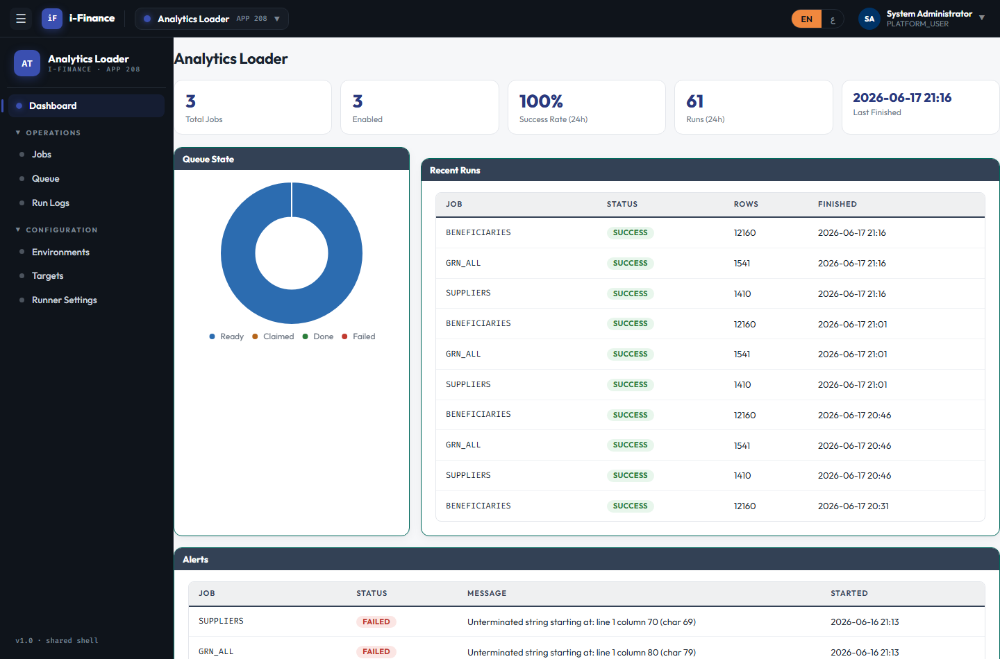 ☰ iF i-Finance Analytics Loader APP 208 ▼ EN ع SA System Administrator ▼
PLATFORM_USER
AT Analytics Loader
I-FINANCE · APP 208
Dashboard
▼ OPERATIONS
Jobs
Queue
Run Logs
▼ CONFIGURATION
Environments
Targets
Runner Settings
v1.0 · shared shell
Analytics Loader
3
Total Jobs
3
Enabled
100%
Success Rate (24h)
61
Runs (24h)
2026-06-17 21:16
Last Finished
Queue State
Ready Claimed Done Failed
Recent Runs
JOB STATUS ROWS FINISHED
BENEFICIARIES SUCCESS 12160 2026-06-17 21:16
GRN_ALL SUCCESS 1541 2026-06-17 21:16
SUPPLIERS SUCCESS 1410 2026-06-17 21:16
BENEFICIARIES SUCCESS 12160 2026-06-17 21:01
GRN_ALL SUCCESS 1541 2026-06-17 21:01
SUPPLIERS SUCCESS 1410 2026-06-17 21:01
BENEFICIARIES SUCCESS 12160 2026-06-17 20:46
GRN_ALL SUCCESS 1541 2026-06-17 20:46
SUPPLIERS SUCCESS 1410 2026-06-17 20:46
BENEFICIARIES SUCCESS 12160 2026-06-17 20:31
Alerts
JOB STATUS MESSAGE STARTED
SUPPLIERS FAILED Unterminated string starting at: line 1 column 70 (char 69) 2026-06-16 21:13
GRN_ALL FAILED Unterminated string starting at: line 1 column 80 (char 79) 2026-06-16 21:13